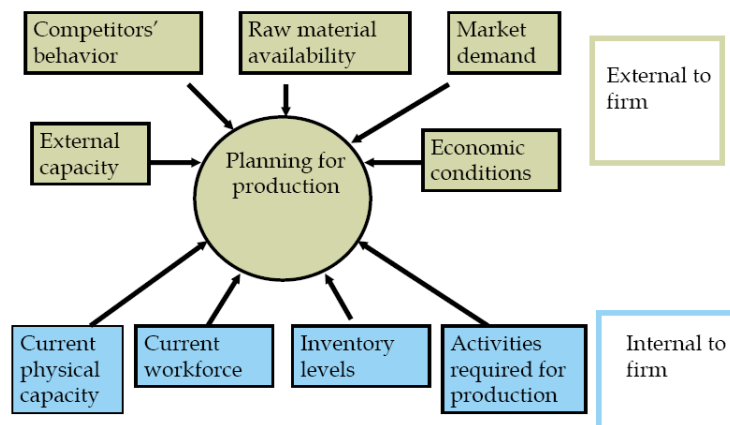 Competitors'
behavior
Raw material
availability
Market
demand
External to
firm
External
capacity
Planning for
production
Economic
conditions
Current
physical
capacity
Current
workforce
Inventory
levels
Activities
required for
production
Internal to
firm